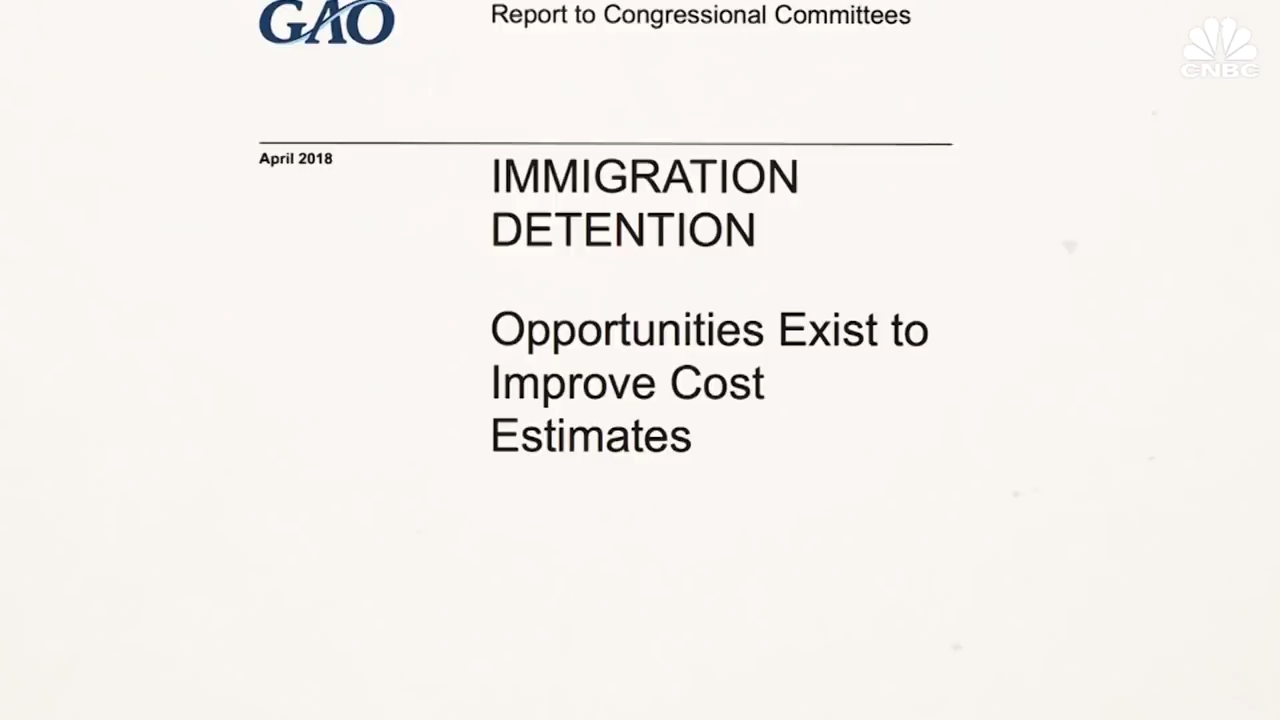 GAO
Report to Congressional Committees
CNBC
April 2018
IMMIGRATION
DETENTION
Opportunities Exist to
Improve Cost
Estimates